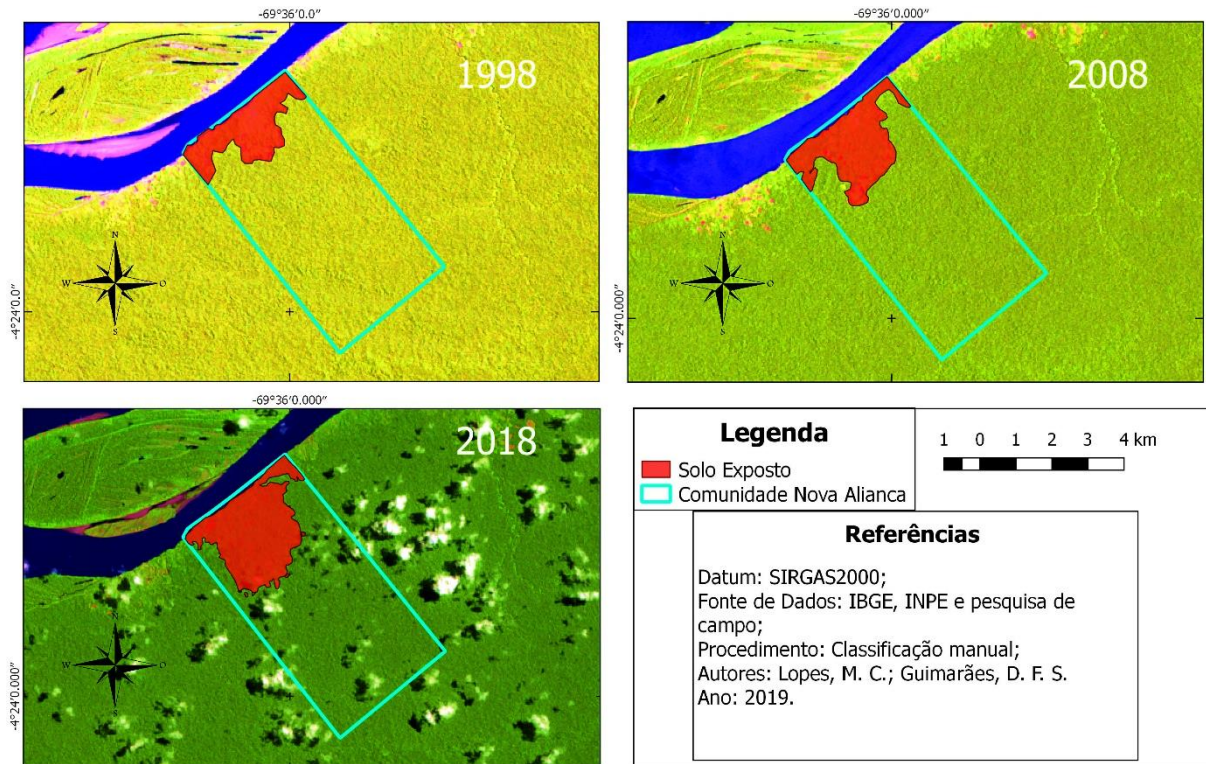 -69°36'0.0"
1998
-4°24'0.0"
N
W
O
S
-69°36'0.000"
2008
-4°24'0.000"
N
W
O
S
-69°36'0.000"
2018
-4°24'0.000"
N
W
O
S
Legenda
Solo Exposto
Comunidade Nova Alianca
1 0 1 2 3 4 km
Referências
Datum: SIRGAS2000;
Fonte de Dados: IBGE, INPE e pesquisa de
campo;
Procedimento: Classificação manual;
Autores: Lopes, M. C.; Guimarães, D. F. S.
Ano: 2019.